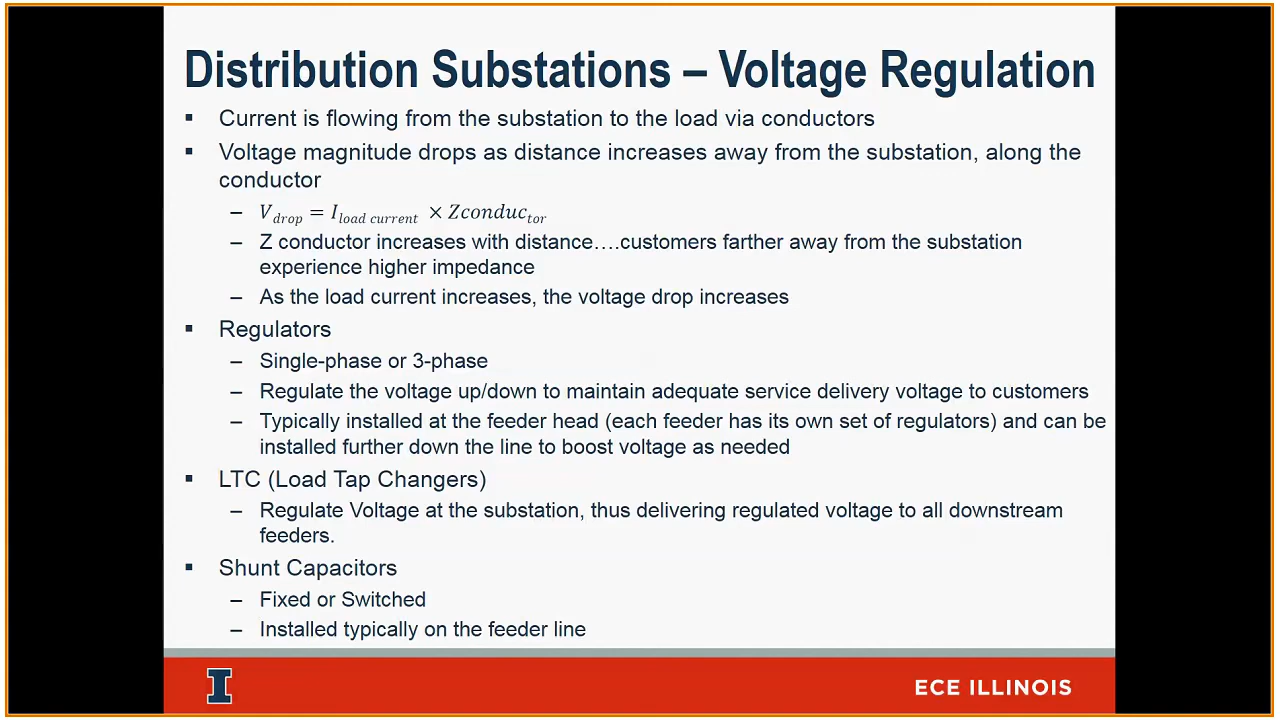 Distribution Substations – Voltage Regulation
▪ Current is flowing from the substation to the load via conductors
▪ Voltage magnitude drops as distance increases away from the substation, along the
conductor
– V_drop = I_load current × Zconduc_tor
– Z conductor increases with distance….customers farther away from the substation
experience higher impedance
– As the load current increases, the voltage drop increases
▪ Regulators
– Single-phase or 3-phase
– Regulate the voltage up/down to maintain adequate service delivery voltage to customers
– Typically installed at the feeder head (each feeder has its own set of regulators) and can be
installed further down the line to boost voltage as needed
▪ LTC (Load Tap Changers)
– Regulate Voltage at the substation, thus delivering regulated voltage to all downstream
feeders.
▪ Shunt Capacitors
– Fixed or Switched
– Installed typically on the feeder line
I
ECE ILLINOIS